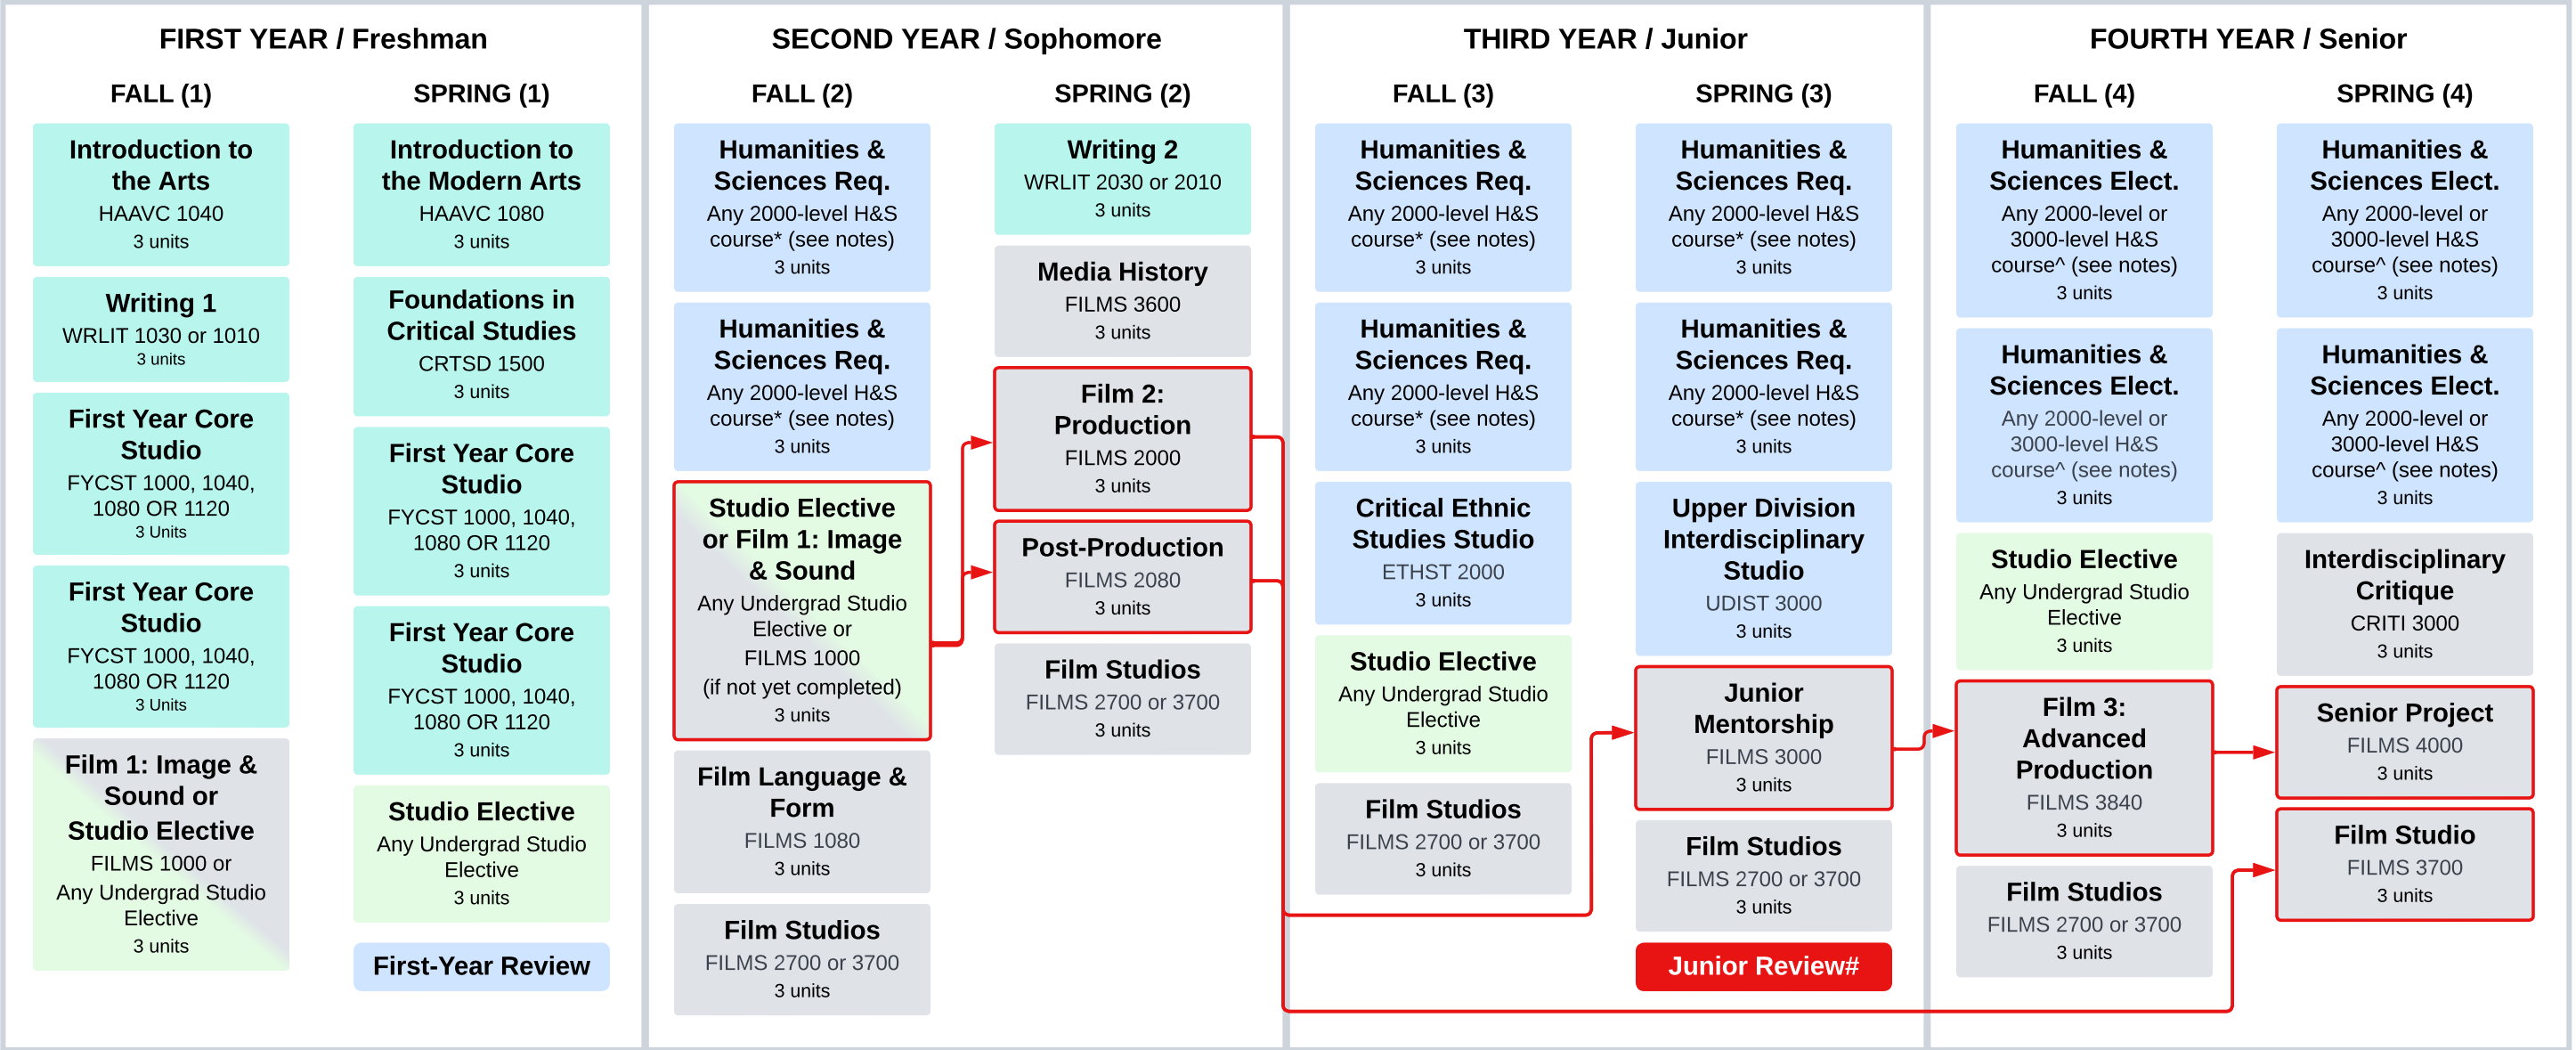 FIRST YEAR / Freshman
FALL (1)
Introduction to
the Arts
HAAVC 1040
3 units
Writing 1
WRLIT 1030 or 1010
3 units
First Year Core
Studio
FYCST 1000, 1040,
1080 OR 1120
3 Units
First Year Core
Studio
FYCST 1000, 1040,
1080 OR 1120
3 Units
Film 1: Image &
Sound or
Studio Elective
FILMS 1000 or
Any Undergrad Studio
Elective
3 units
SPRING (1)
Introduction to
the Modern Arts
HAAVC 1080
3 units
Foundations in
Critical Studies
CRTSD 1500
3 units
First Year Core
Studio
FYCST 1000, 1040,
1080 OR 1120
3 units
First Year Core
Studio
FYCST 1000, 1040,
1080 OR 1120
3 units
Studio Elective
Any Undergrad Studio
Elective
3 units
First-Year Review
SECOND YEAR / Sophomore
FALL (2)
Humanities &
Sciences Req.
Any 2000-level H&S
course* (see notes)
3 units
Humanities &
Sciences Req.
Any 2000-level H&S
course* (see notes)
3 units
Studio Elective
or Film 1: Image
& Sound
Any Undergrad Studio
Elective or
FILMS 1000
(if not yet completed)
3 units
Film Language &
Form
FILMS 1080
3 units
Film Studios
FILMS 2700 or 3700
3 units
SPRING (2)
Writing 2
WRLIT 2030 or 2010
3 units
Media History
FILMS 3600
3 units
Film 2:
Production
FILMS 2000
3 units
Post-Production
FILMS 2080
3 units
Film Studios
FILMS 2700 or 3700
3 units
THIRD YEAR / Junior
FALL (3)
Humanities &
Sciences Req.
Any 2000-level H&S
course* (see notes)
3 units
Humanities &
Sciences Req.
Any 2000-level H&S
course* (see notes)
3 units
Critical Ethnic
Studies Studio
ETHST 2000
3 units
Studio Elective
Any Undergrad Studio
Elective
3 units
Film Studios
FILMS 2700 or 3700
3 units
SPRING (3)
Humanities &
Sciences Req.
Any 2000-level H&S
course* (see notes)
3 units
Humanities &
Sciences Req.
Any 2000-level H&S
course* (see notes)
3 units
Upper Division
Interdisciplinary
Studio
UDIST 3000
3 units
Junior
Mentorship
FILMS 3000
3 units
Film Studios
FILMS 2700 or 3700
3 units
Junior Review#
FOURTH YEAR / Senior
FALL (4)
Humanities &
Sciences Elect.
Any 2000-level or
3000-level H&S
course^ (see notes)
3 units
Humanities &
Sciences Elect.
Any 2000-level or
3000-level H&S
course^ (see notes)
3 units
Studio Elective
Any Undergrad Studio
Elective
3 units
Film 3:
Advanced
Production
FILMS 3840
3 units
Film Studios
FILMS 2700 or 3700
3 units
SPRING (4)
Humanities &
Sciences Elect.
Any 2000-level or
3000-level H&S
course^ (see notes)
3 units
Humanities &
Sciences Elect.
Any 2000-level or
3000-level H&S
course^ (see notes)
3 units
Interdisciplinary
Critique
CRITI 3000
3 units
Senior Project
FILMS 4000
3 units
Film Studio
FILMS 3700
3 units